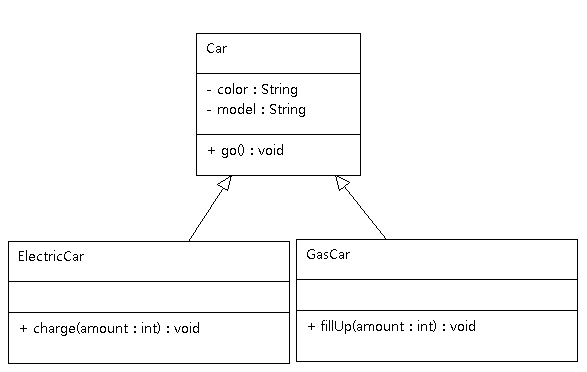 Car
- color : String
- model : String
+ go() : void
ElectricCar
+ charge(amount : int) : void
GasCar
+ fillUp(amount : int) : void